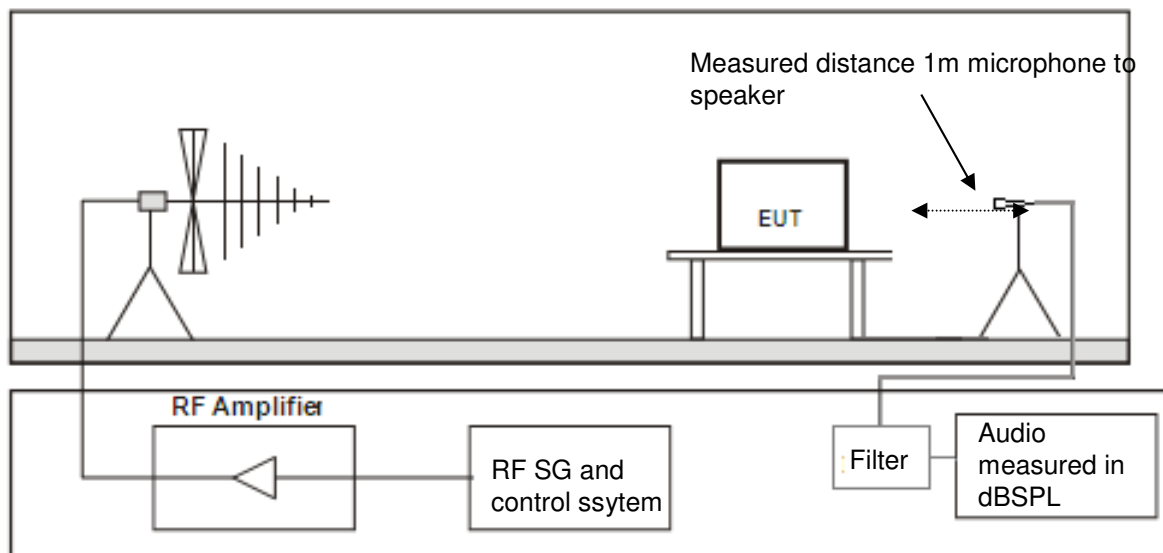 Measured distance 1m microphone to
speaker
EUT
RF Amplifier
RF SG and
control ssytem
Filter
Audio
measured in
dBSPL